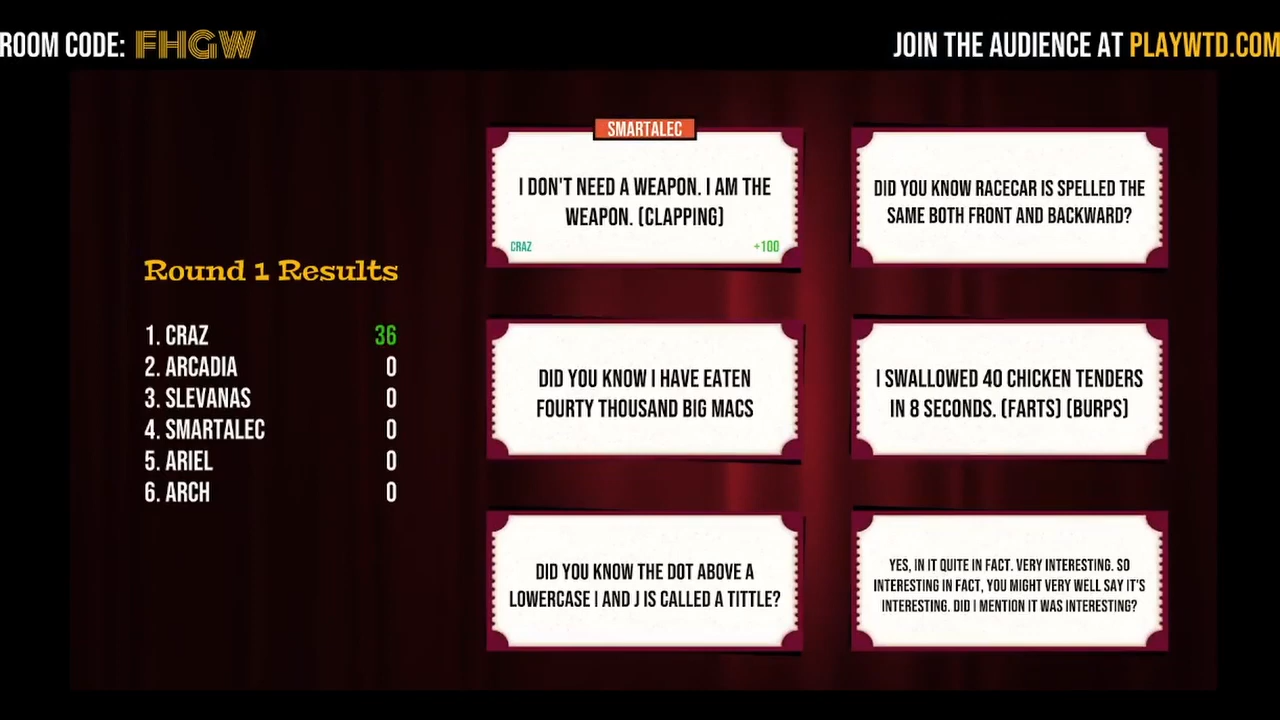 ROOM CODE: FHGW
JOIN THE AUDIENCE AT PLAYWTD.COM
Round 1 Results
1. CRAZ 36
2. ARCADIA 0
3. SLEVANAS 0
4. SMARTALEC 0
5. ARIEL 0
6. ARCH 0
SMARTALEC
I DON'T NEED A WEAPON. I AM THE
WEAPON. (CLAPPING)
CRAZ +100
DID YOU KNOW RACECAR IS SPELLED THE
SAME BOTH FRONT AND BACKWARD?
DID YOU KNOW I HAVE EATEN
FOURTY THOUSAND BIG MACS
I SWALLOWED 40 CHICKEN TENDERS
IN 8 SECONDS. (FARTS) (BURPS)
DID YOU KNOW THE DOT ABOVE A
LOWERCASE I AND J IS CALLED A TITTLE?
YES, IN IT QUITE IN FACT. VERY INTERESTING. SO
INTERESTING IN FACT, YOU MIGHT VERY WELL SAY IT'S
INTERESTING. DID I MENTION IT WAS INTERESTING?